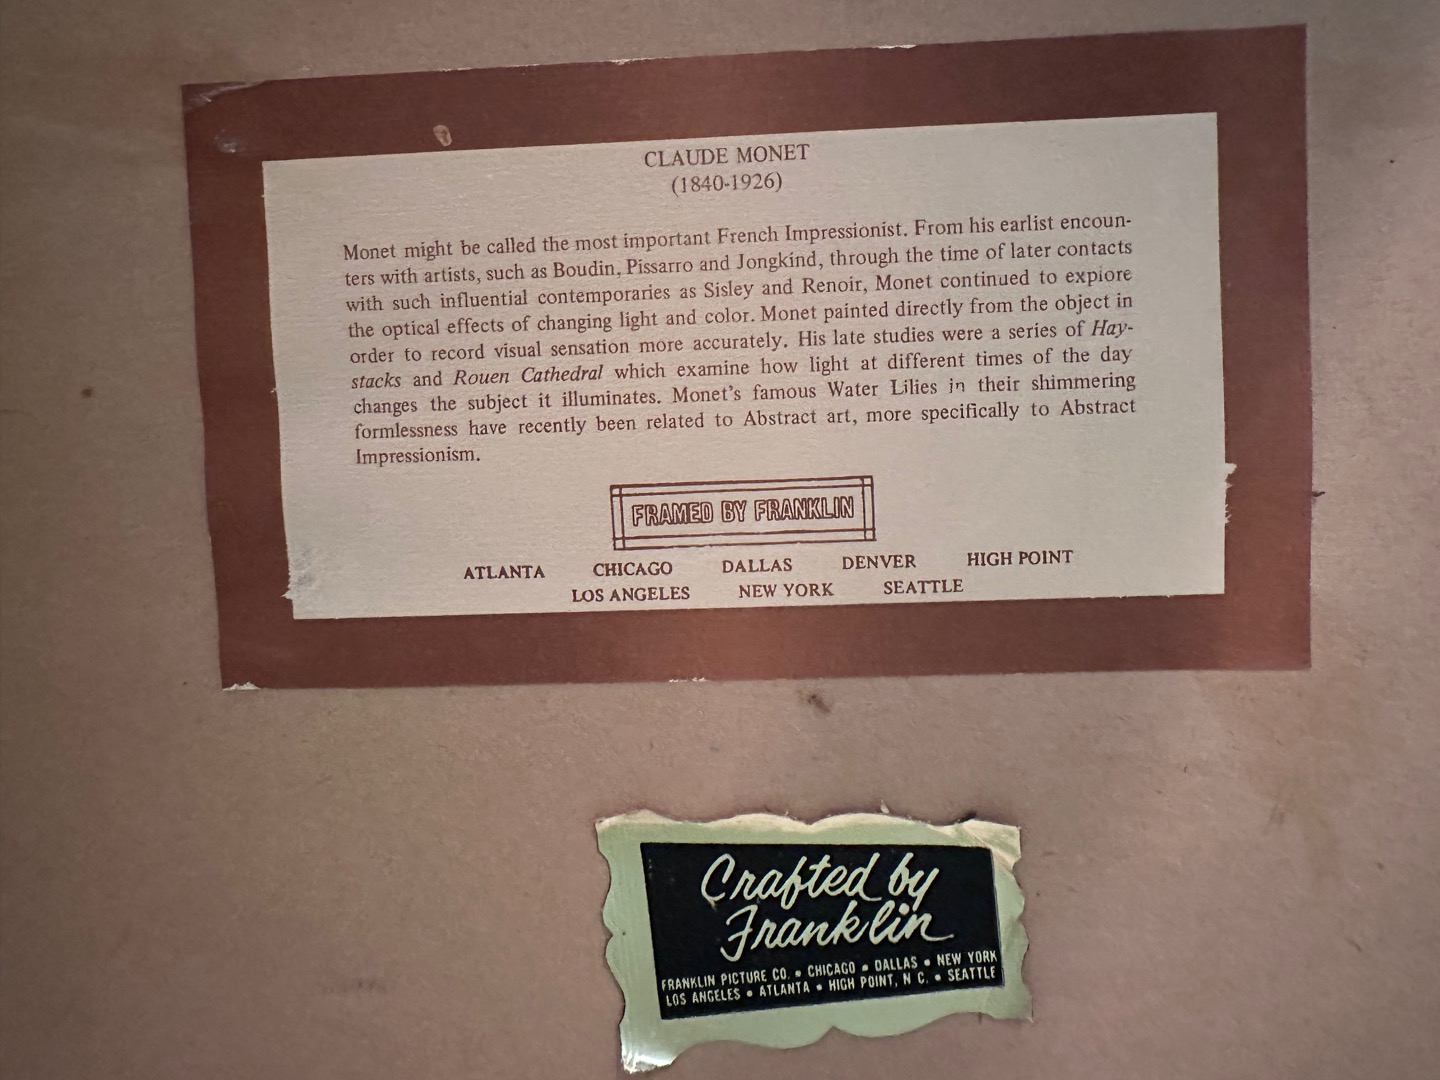 CLAUDE MONET
(1840-1926)
Monet might be called the most important French Impressionist. From his earlist encoun-
ters with artists, such as Boudin, Pissarro and Jongkind, through the time of later contacts
with such influential contemporaries as Sisley and Renoir, Monet continued to explore
the optical effects of changing light and color. Monet painted directly from the object in
order to record visual sensation more accurately. His late studies were a series of Hay-
stacks and Rouen Cathedral which examine how light at different times of the day
changes the subject it illuminates. Monet's famous Water Lilies in their shimmering
formlessness have recently been related to Abstract art, more specifically to Abstract
Impressionism.
FRAMED BY FRANKLIN
ATLANTA CHICAGO DALLAS DENVER HIGH POINT
LOS ANGELES NEW YORK SEATTLE
Crafted by
Franklin
FRANKLIN PICTURE CO. • CHICAGO • DALLAS • NEW YORK
LOS ANGELES • ATLANTA • HIGH POINT, N C. • SEATTLE